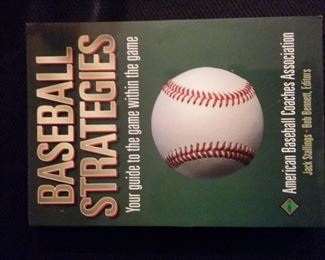 BASEBALL
STRATEGIES
Your guide to the game within the game
American Baseball Coaches Association
Jack Stallings - Bob Bennett, Editors